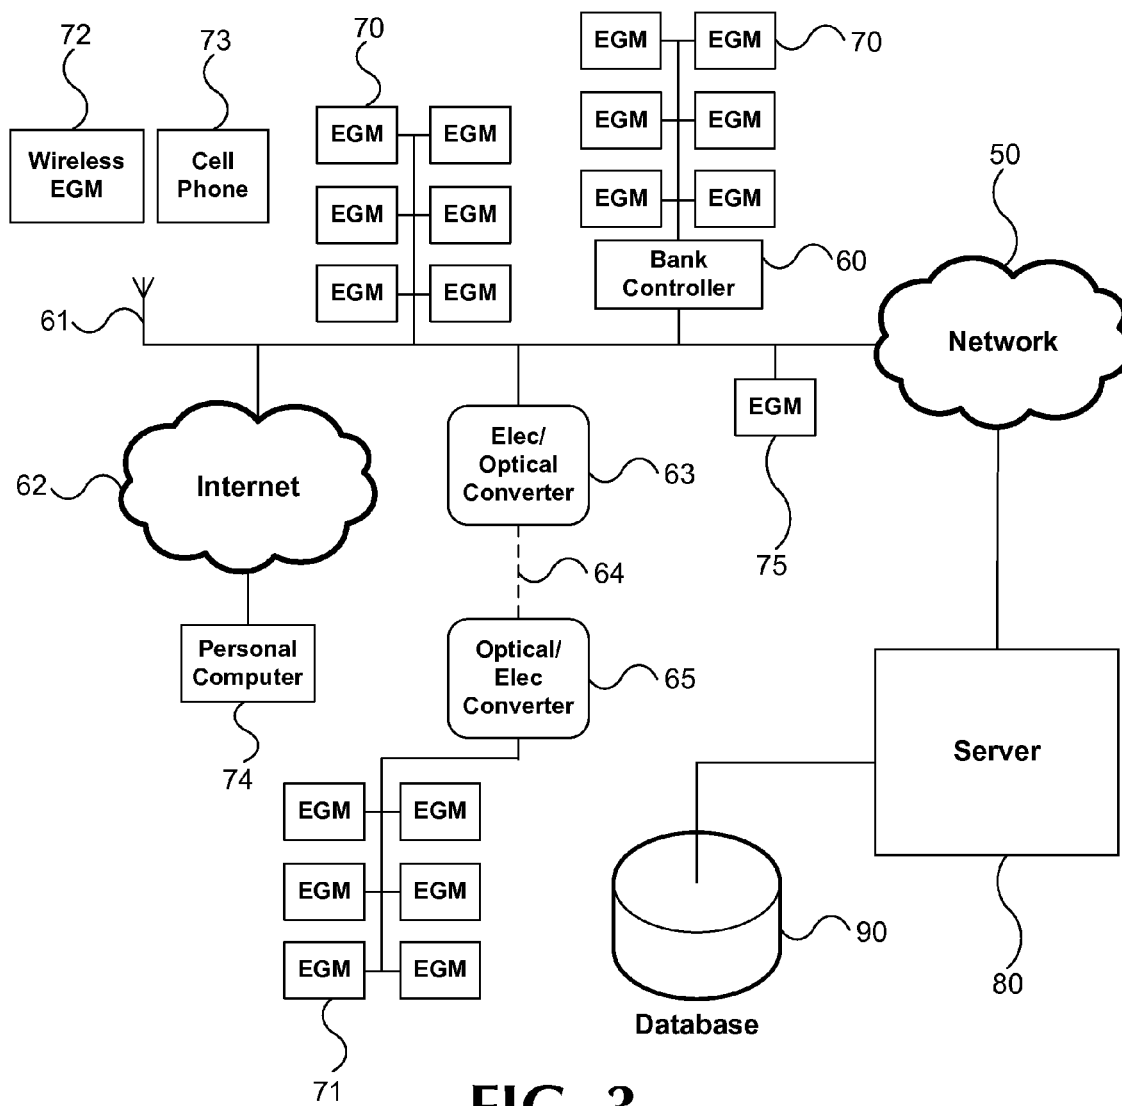 72
73
70
EGM
EGM
70
Wireless
EGM
Cell
Phone
EGM
EGM
EGM
EGM
50
EGM
EGM
EGM
EGM
Bank
Controller
60
61
EGM
EGM
Network
EGM
62
Internet
Elec/
Optical
Converter
63
75
64
Personal
Computer
Optical/
Elec
Converter
65
74
Server
EGM
EGM
EGM
EGM
90
EGM
EGM
80
Database
71
FIG. 3